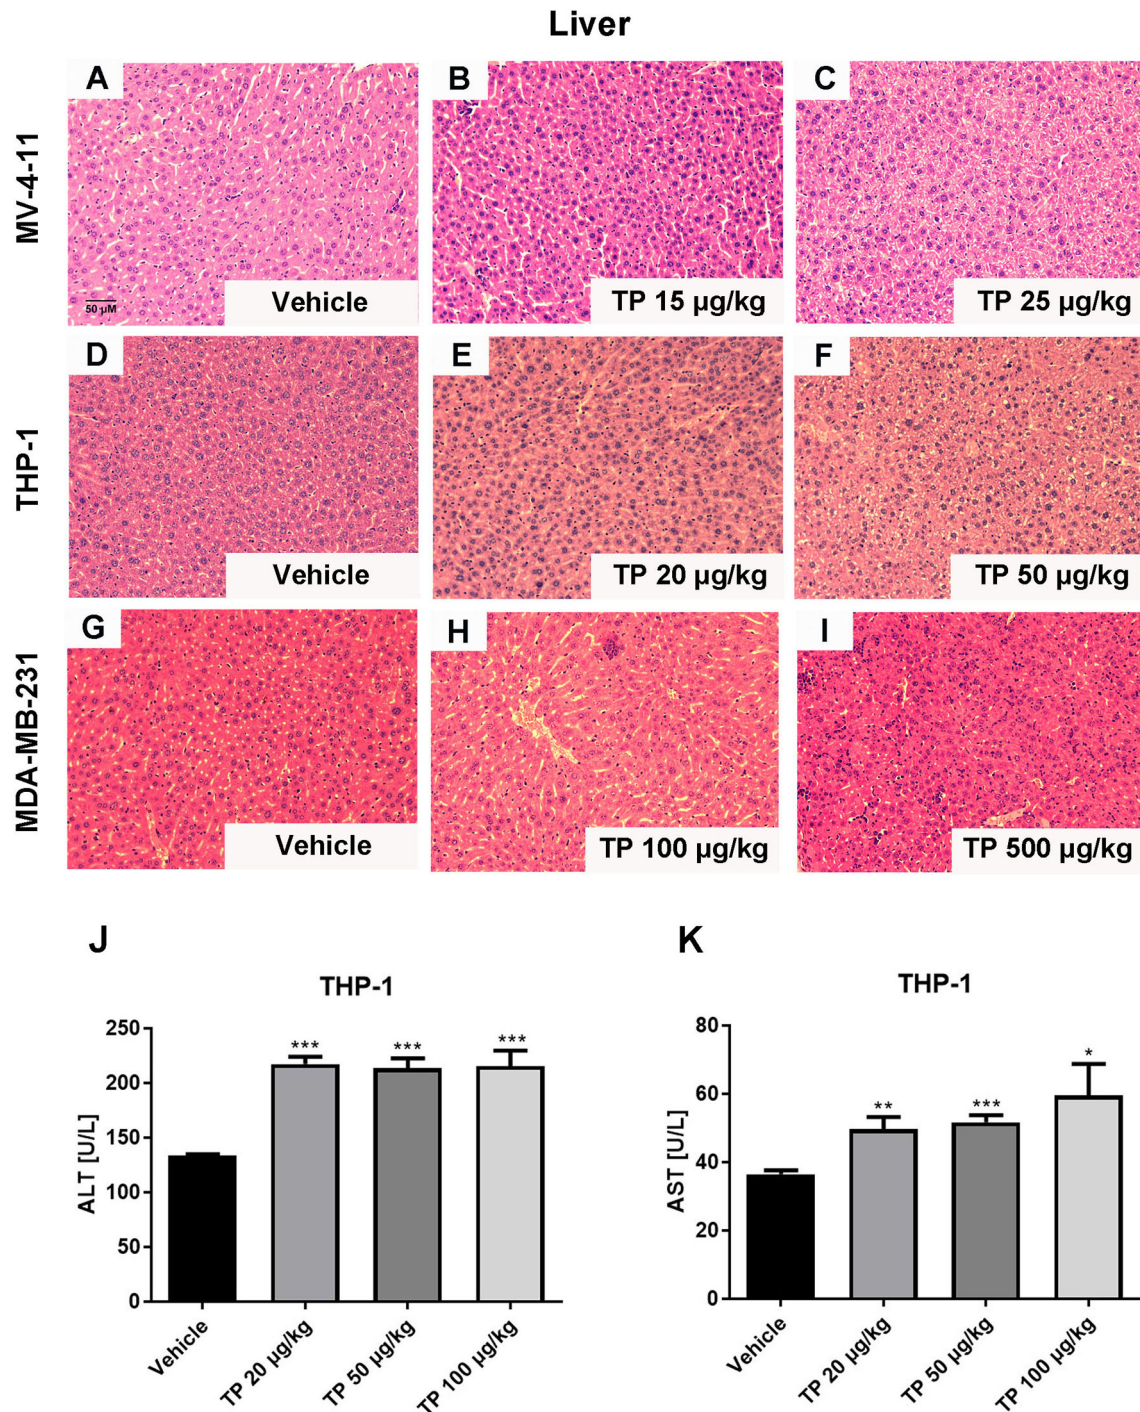 Liver
A
B
C
MV-4-11
50 µM
Vehicle
TP 15 µg/kg
TP 25 µg/kg
D
E
F
THP-1
Vehicle
TP 20 µg/kg
TP 50 µg/kg
G
H
I
MDA-MB-231
Vehicle
TP 100 µg/kg
TP 500 µg/kg
J
THP-1
ALT [U/L]
250
200
150
100
50
0
***
***
***
Vehicle
TP 20 µg/kg
TP 50 µg/kg
TP 100 µg/kg
K
THP-1
AST [U/L]
80
60
40
20
0
**
***
*
Vehicle
TP 20 µg/kg
TP 50 µg/kg
TP 100 µg/kg